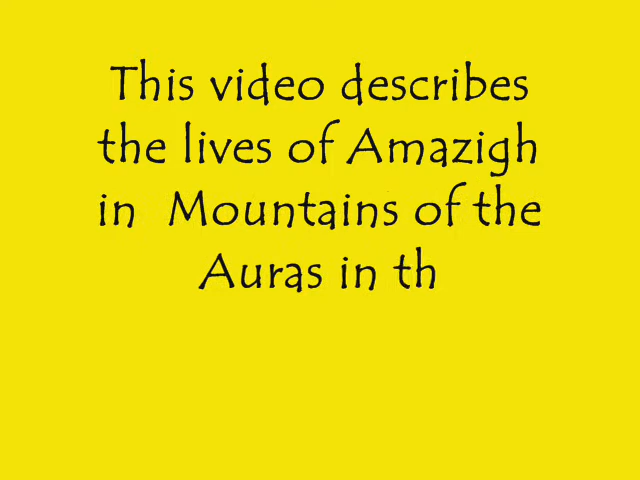 This video describes
the lives of Amazigh
in Mountains of the
Auras in th